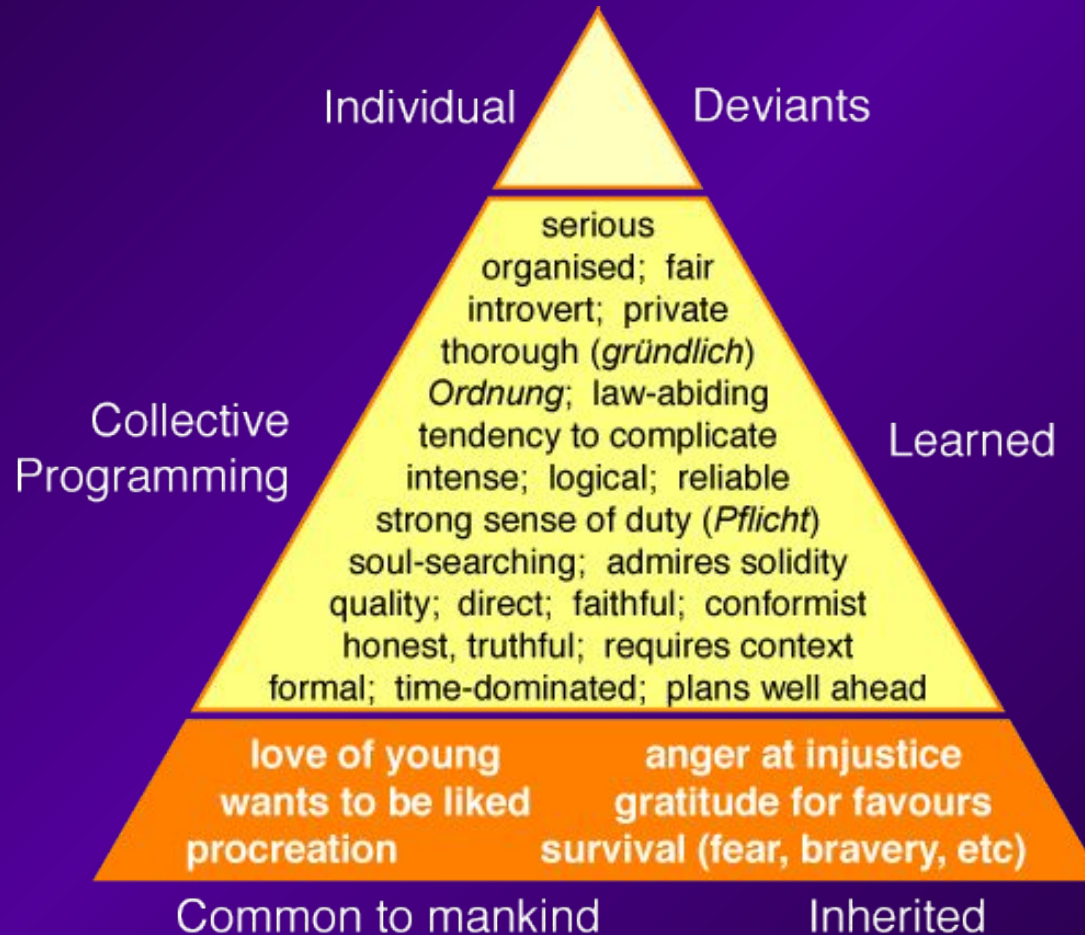 Individual
Deviants
serious
organised; fair
introvert; private
thorough (gründlich)
Ordnung; law-abiding
tendency to complicate
intense; logical; reliable
strong sense of duty (Pflicht)
soul-searching; admires solidity
quality; direct; faithful; conformist
honest, truthful; requires context
formal; time-dominated; plans well ahead
Collective
Programming
Learned
love of young
wants to be liked
procreation
anger at injustice
gratitude for favours
survival (fear, bravery, etc)
Common to mankind
Inherited